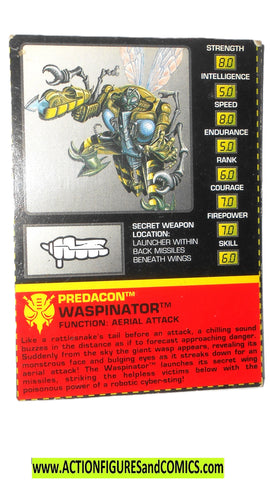 STRENGTH
8.0
INTELLIGENCE
5.0
SPEED
8.0
ENDURANCE
5.0
RANK
6.0
COURAGE
7.0
FIREPOWER
7.0
SKILL
6.0
SECRET WEAPON
LOCATION:
LAUNCHER WITHIN
BACK MISSILES
BENEATH WINGS
PREDACON™
WASPINATOR™
FUNCTION: AERIAL ATTACK
Like a rattlesnake's tail before an attack, a chilling sound
buzzes in the distance as if to forecast approaching danger.
Suddenly from the sky the giant wasp appears, revealing its
monstrous face and bulging eyes as it streaks down for an
aerial attack! The Waspinator™ launches its secret wing
missiles, striking the helpless victims below with the
poisonous power of a robotic cyber-sting!
www.ACTIONFIGURESandCOMICS.com